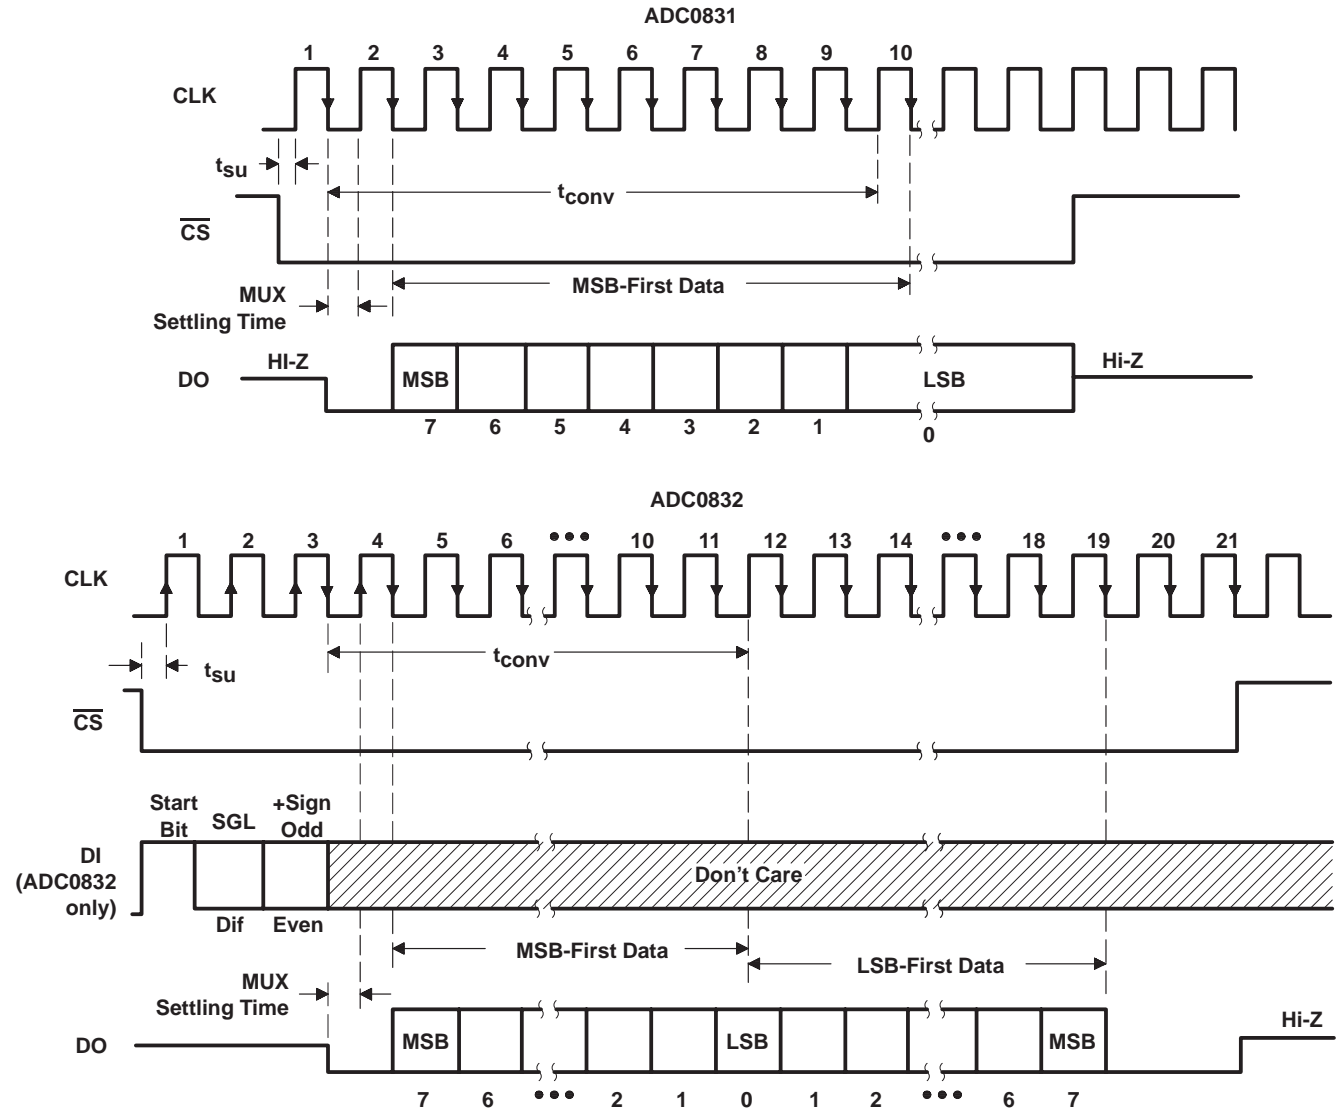 ADC0831
1 2 3 4 5 6 7 8 9 10
CLK
tsu
tconv
CS
MSB-First Data
MUX
Settling Time
HI-Z
Hi-Z
DO
MSB
LSB
7 6 5 4 3 2 1 0
ADC0832
1 2 3 4 5 6 ••• 10 11 12 13 14 ••• 18 19 20 21
CLK
tsu
tconv
CS
Start
Bit
SGL
+Sign
Odd
DI
(ADC0832
only)
Don't Care
Dif
Even
MSB-First Data
LSB-First Data
MUX
Settling Time
Hi-Z
DO
MSB
LSB
MSB
7 6 ••• 2 1 0 1 2 ••• 6 7